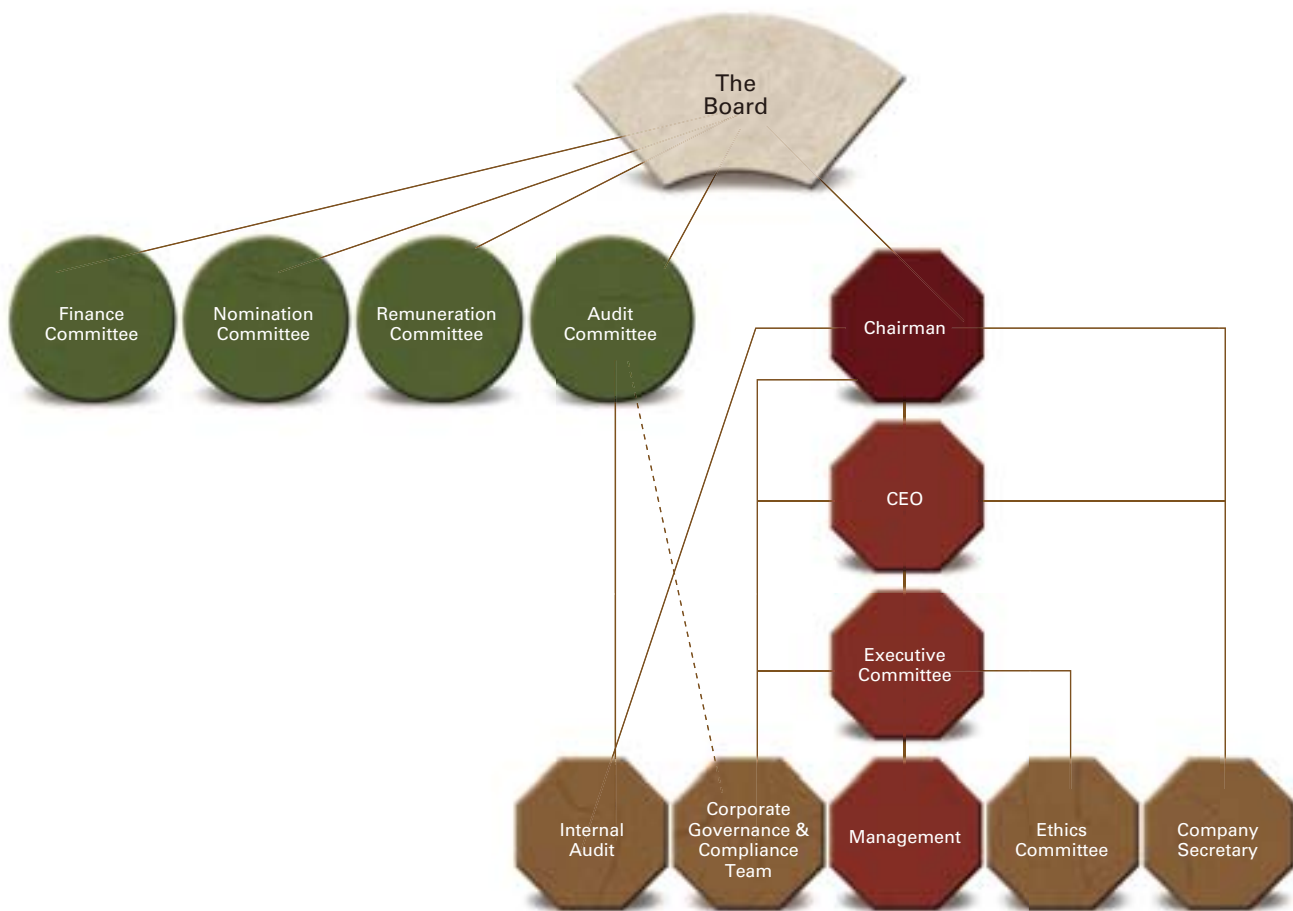 The
Board
Finance
Committee
Nomination
Committee
Remuneration
Committee
Audit
Committee
Chairman
CEO
Executive
Committee
Internal
Audit
Corporate
Governance &
Compliance
Team
Management
Ethics
Committee
Company
Secretary